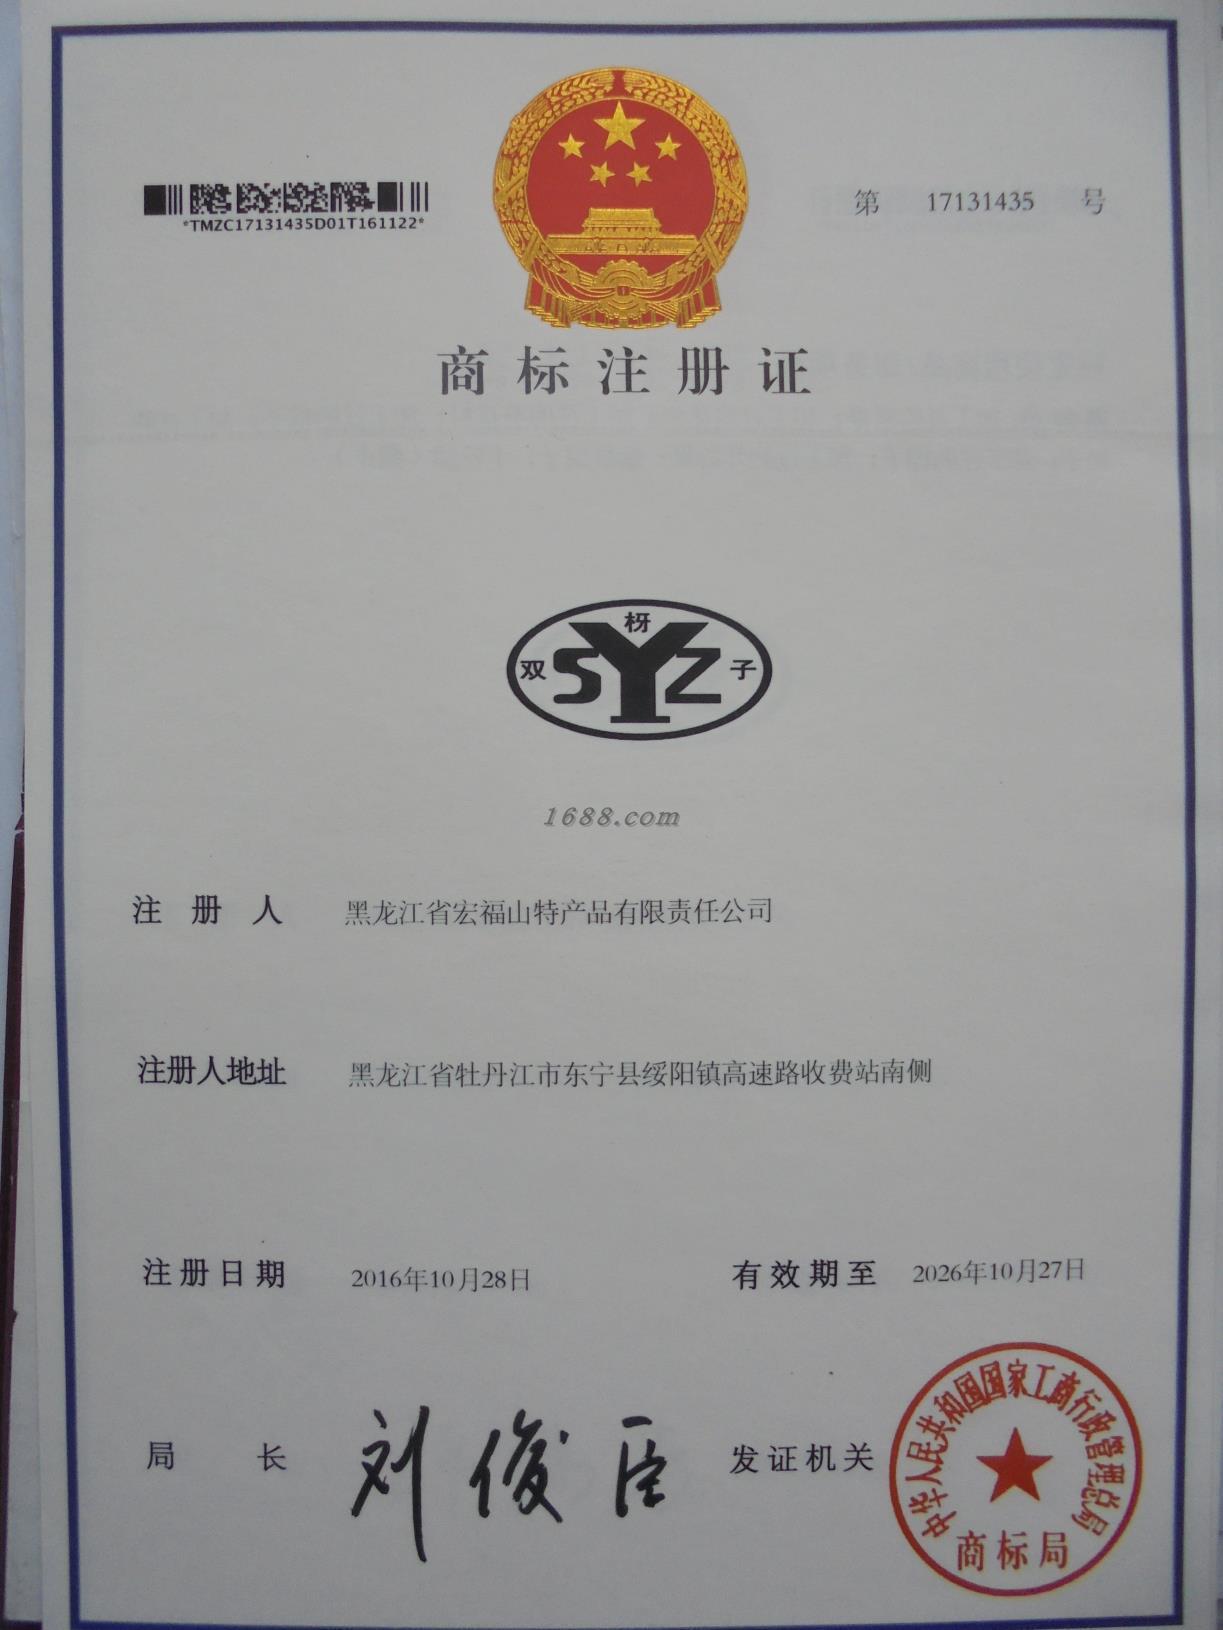 第 17131435 号
*TMZC17131435D01T161122*
商标注册证
枒
双 SYZ 子
1688.com
注册人 黑龙江省宏福山特产品有限责任公司
注册人地址 黑龙江省牡丹江市东宁县绥阳镇高速路收费站南侧
注册日期 2016年10月28日 有效期至 2026年10月27日
局长 刘俊臣 发证机关
中华人民共和国国家工商行政管理总局
商标局